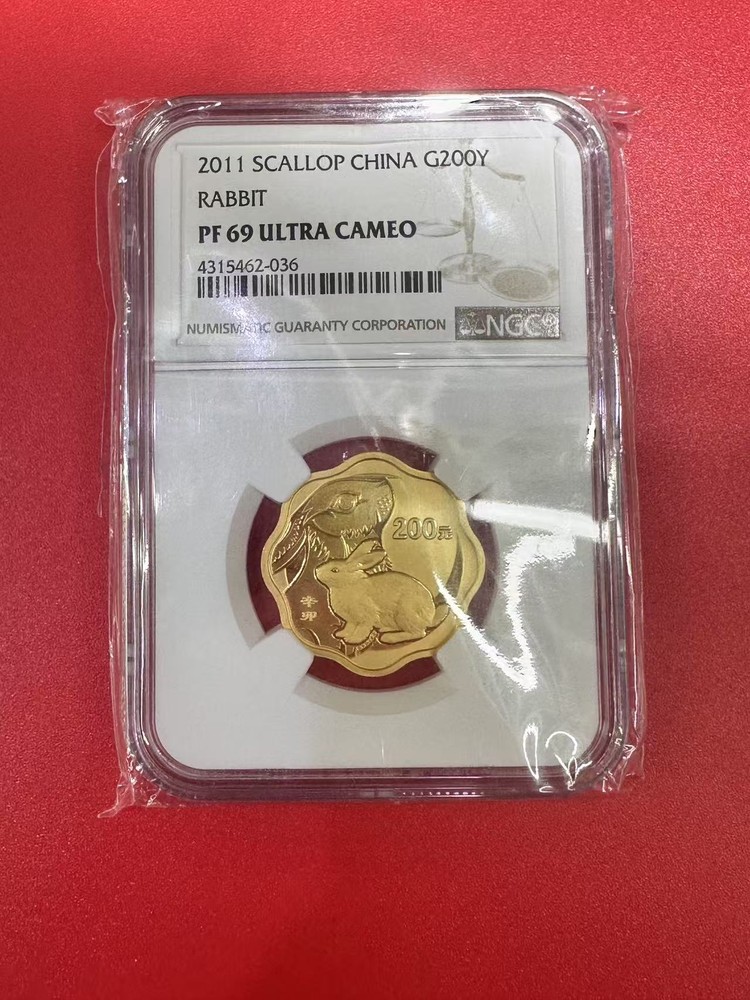 2011 SCALLOP CHINA G200Y
RABBIT
PF 69 ULTRA CAMEO
4315462-036
NUMISMATIC GUARANTY CORPORATION
NGC®
200元
辛
卯